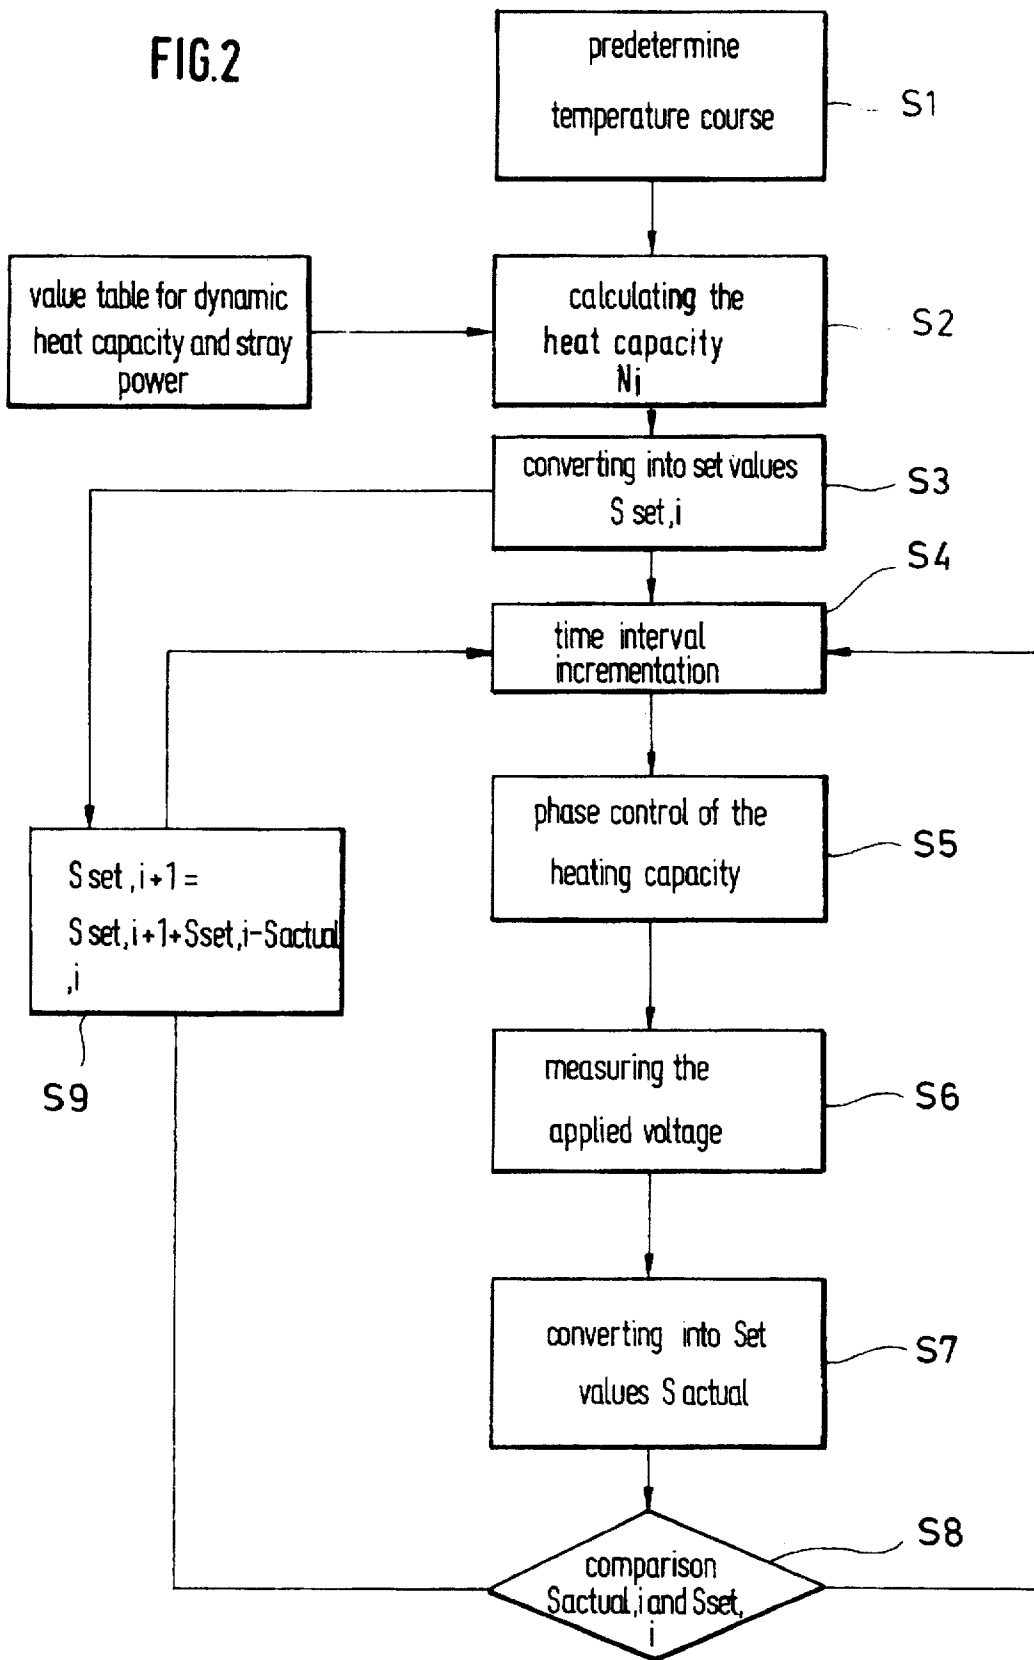 FIG.2
predetermine
temperature course
S1
value table for dynamic
heat capacity and stray
power
calculating the
heat capacity
Ni
S2
converting into set values
S set,i
S3
S4
time interval
incrementation
phase control of the
heating capacity
S5
S set,i+1=
S set,i+1+Sset,i-Sactual
,i
S9
measuring the
applied voltage
S6
converting into Set
values S actual
S7
S8
comparison
Sactual,i and Sset,
i